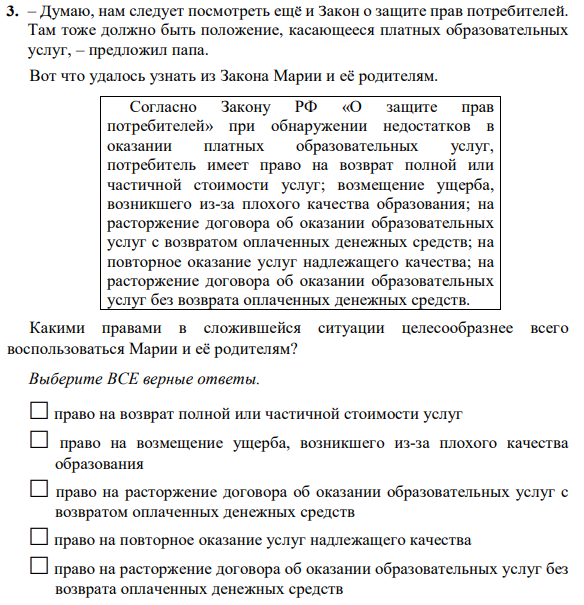 3. – Думаю, нам следует посмотреть ещё и Закон о защите прав потребителей.
Там тоже должно быть положение, касающееся платных образовательных
услуг, – предложил папа.
Вот что удалось узнать из Закона Марии и её родителям.
Согласно Закону РФ «О защите прав
потребителей» при обнаружении недостатков в
оказании платных образовательных услуг,
потребитель имеет право на возврат полной или
частичной стоимости услуг; возмещение ущерба,
возникшего из-за плохого качества образования; на
расторжение договора об оказании образовательных
услуг с возвратом оплаченных денежных средств; на
повторное оказание услуг надлежащего качества; на
расторжение договора об оказании образовательных
услуг без возврата оплаченных денежных средств.
Какими правами в сложившейся ситуации целесообразнее всего
воспользоваться Марии и её родителям?
Выберите ВСЕ верные ответы.
право на возврат полной или частичной стоимости услуг
право на возмещение ущерба, возникшего из-за плохого качества
образования
право на расторжение договора об оказании образовательных услуг с
возвратом оплаченных денежных средств
право на повторное оказание услуг надлежащего качества
право на расторжение договора об оказании образовательных услуг без
возврата оплаченных денежных средств